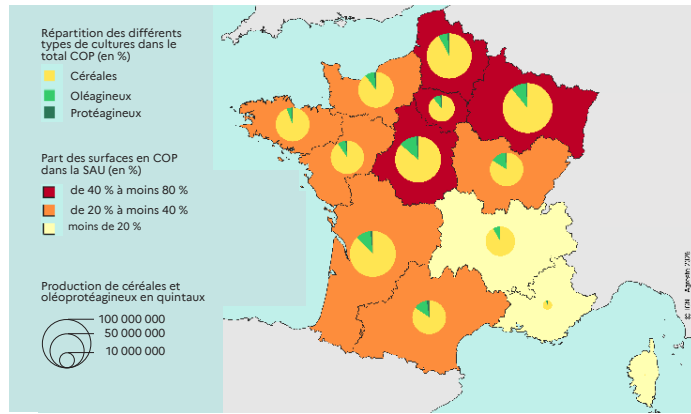 Répartition des différents
types de cultures dans le
total COP (en %)
Céréales
Oléagineux
Protéagineux
Part des surfaces en COP
dans la SAU (en %)
de 40 % à moins 80 %
de 20 % à moins 40 %
moins de 20 %
Production de céréales et
oléoprotéagineux en quintaux
100 000 000
50 000 000
10 000 000
Agreste